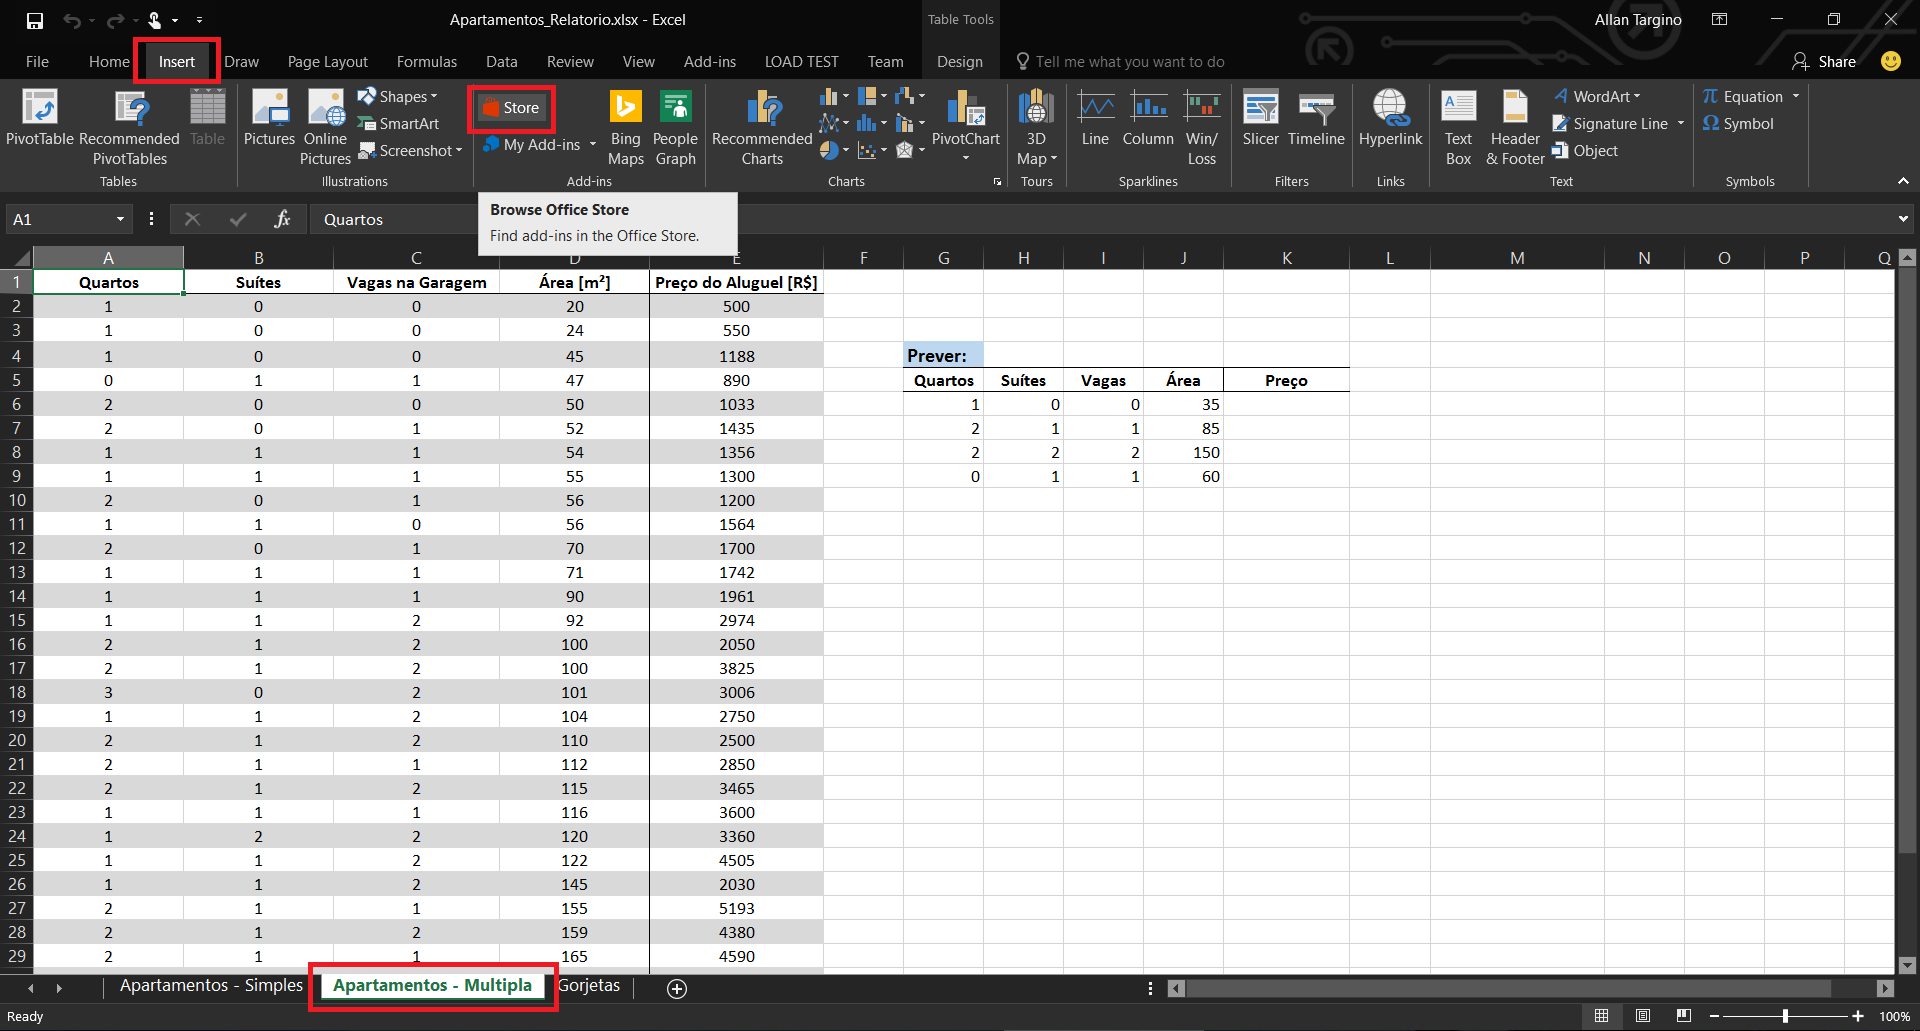 Apartamentos_Relatorio.xlsx - Excel
Table Tools
Allan Targino
File Home Insert Draw Page Layout Formulas Data Review View Add-ins LOAD TEST Team Design Tell me what you want to do Share
PivotTable
Recommended
PivotTables
Table
Tables
Pictures
Online
Pictures
Shapes
SmartArt
Screenshot
Illustrations
Store
My Add-ins
Bing
Maps
People
Graph
Add-ins
Recommended
Charts
PivotChart
Charts
3D
Map
Tours
Line
Column
Win/
Loss
Sparklines
Slicer
Timeline
Filters
Hyperlink
Links
Text
Box
Header
& Footer
WordArt
Signature Line
Object
Text
Equation
Symbol
Symbols
A1
fx
Quartos
Browse Office Store
Find add-ins in the Office Store.
A B C D E F G H I J K L M N O P Q
1 Quartos Suítes Vagas na Garagem Área [m²] Preço do Aluguel [R$]
2 1 0 0 20 500
3 1 0 0 24 550
4 1 0 0 45 1188 Prever:
5 0 1 1 47 890 Quartos Suítes Vagas Área Preço
6 2 0 0 50 1033 1 0 0 35
7 2 0 1 52 1435 2 1 1 85
8 1 1 1 54 1356 2 2 2 150
9 1 1 1 55 1300 0 1 1 60
10 2 0 1 56 1200
11 1 1 0 56 1564
12 2 0 1 70 1700
13 1 1 1 71 1742
14 1 1 1 90 1961
15 1 1 2 92 2974
16 2 1 2 100 2050
17 2 1 2 100 3825
18 3 0 2 101 3006
19 1 1 2 104 2750
20 2 1 2 110 2500
21 2 1 1 112 2850
22 2 1 2 115 3465
23 1 1 1 116 3600
24 1 2 2 120 3360
25 1 1 2 122 4505
26 1 1 2 145 2030
27 2 1 1 155 5193
28 2 1 2 159 4380
29 2 1 1 165 4590
Apartamentos - Simples Apartamentos - Multipla Gorjetas
Ready
100%